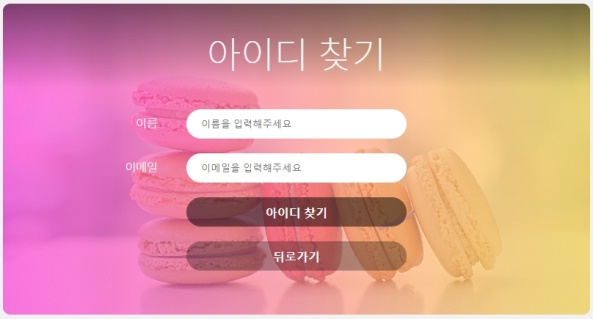 아이디 찾기
이름
이름을 입력해주세요
이메일
이메일을 입력해주세요
아이디 찾기
뒤로가기